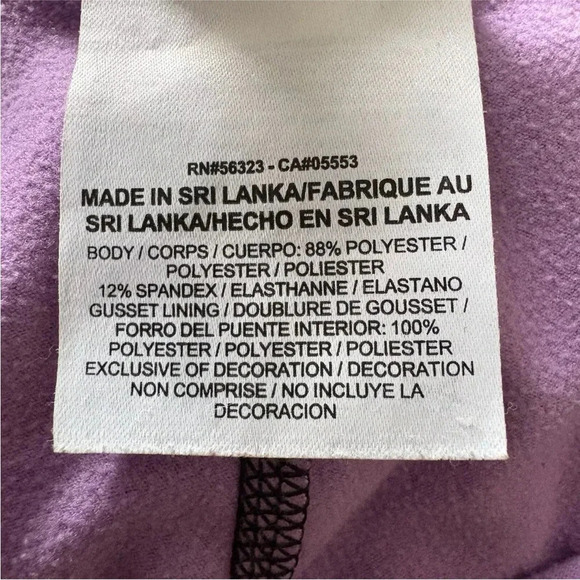 RN#56323 - CA#05553
MADE IN SRI LANKA/FABRIQUE AU
SRI LANKA/HECHO EN SRI LANKA
BODY / CORPS / CUERPO: 88% POLYESTER /
POLYESTER / POLIESTER
12% SPANDEX / ELASTHANNE / ELASTANO
GUSSET LINING / DOUBLURE DE GOUSSET /
FORRO DEL PUENTE INTERIOR: 100%
POLYESTER / POLYESTER / POLIESTER
EXCLUSIVE OF DECORATION / DECORATION
NON COMPRISE / NO INCLUYE LA
DECORACION